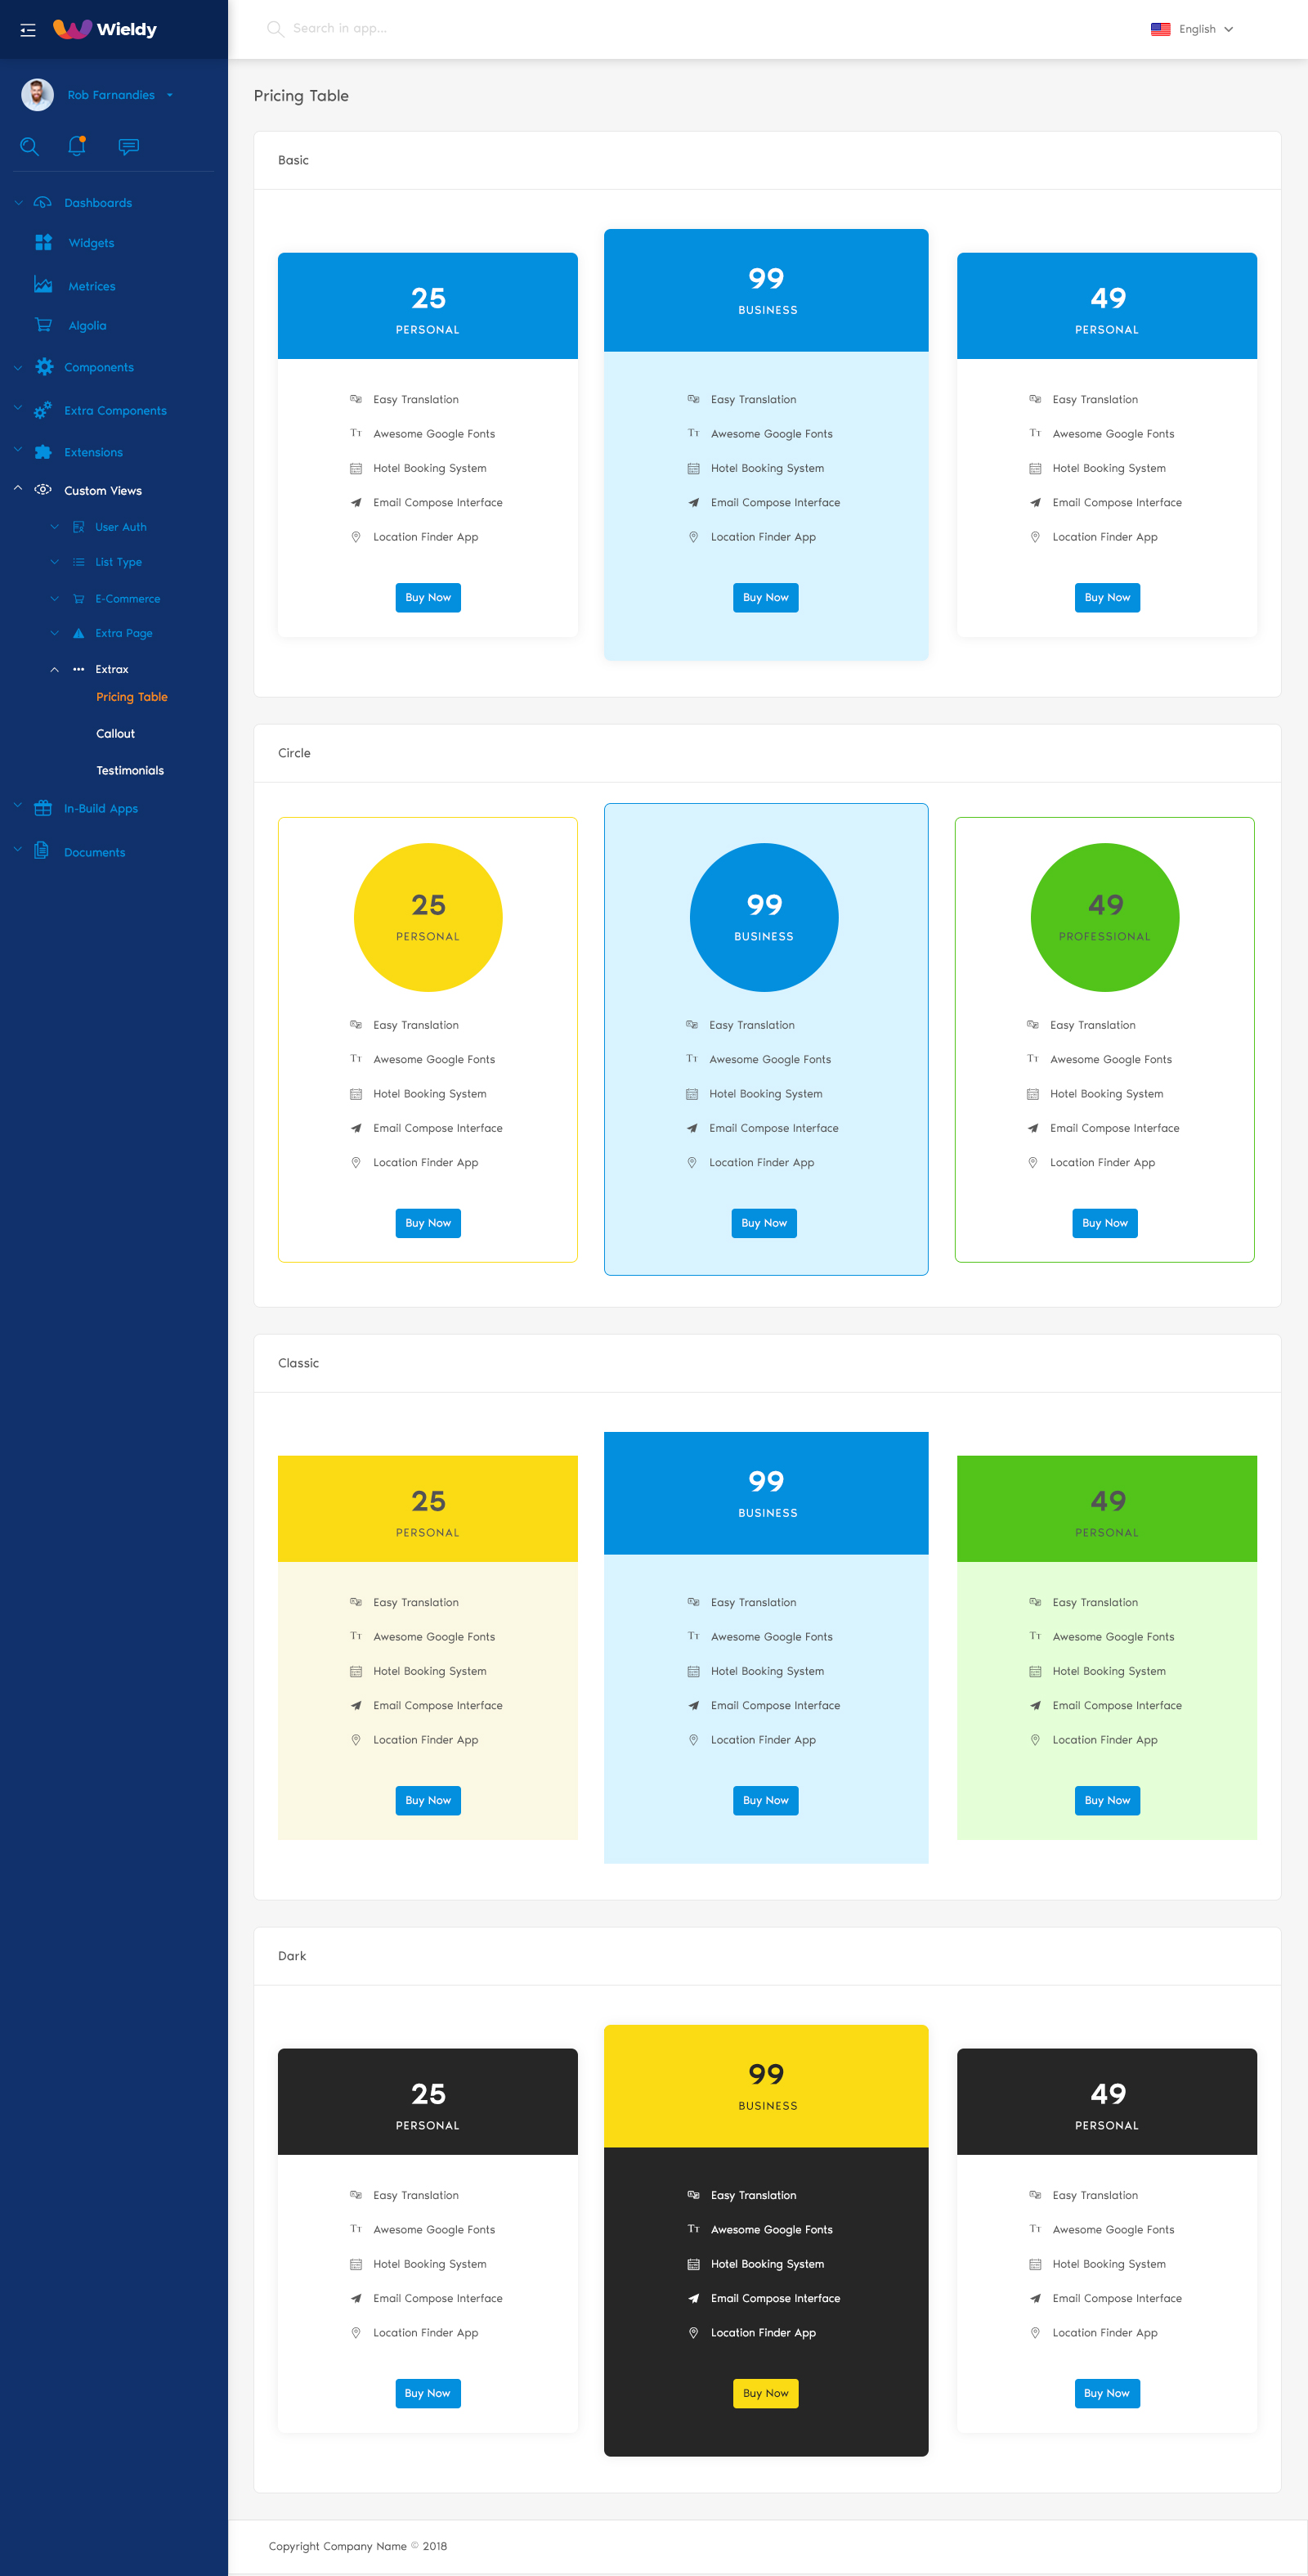 Wieldy
Rob Farnandies
Dashboards
Widgets
Metrices
Algolia
Components
Extra Components
Extensions
Custom Views
User Auth
List Type
E-Commerce
Extra Page
Extrax
Pricing Table
Callout
Testimonials
In-Build Apps
Documents
Search in app...
English
Pricing Table
Basic
25
PERSONAL
Easy Translation
Awesome Google Fonts
Hotel Booking System
Email Compose Interface
Location Finder App
Buy Now
99
BUSINESS
Easy Translation
Awesome Google Fonts
Hotel Booking System
Email Compose Interface
Location Finder App
Buy Now
49
PERSONAL
Easy Translation
Awesome Google Fonts
Hotel Booking System
Email Compose Interface
Location Finder App
Buy Now
Circle
25
PERSONAL
Easy Translation
Awesome Google Fonts
Hotel Booking System
Email Compose Interface
Location Finder App
Buy Now
99
BUSINESS
Easy Translation
Awesome Google Fonts
Hotel Booking System
Email Compose Interface
Location Finder App
Buy Now
49
PROFESSIONAL
Easy Translation
Awesome Google Fonts
Hotel Booking System
Email Compose Interface
Location Finder App
Buy Now
Classic
25
PERSONAL
Easy Translation
Awesome Google Fonts
Hotel Booking System
Email Compose Interface
Location Finder App
Buy Now
99
BUSINESS
Easy Translation
Awesome Google Fonts
Hotel Booking System
Email Compose Interface
Location Finder App
Buy Now
49
PERSONAL
Easy Translation
Awesome Google Fonts
Hotel Booking System
Email Compose Interface
Location Finder App
Buy Now
Dark
25
PERSONAL
Easy Translation
Awesome Google Fonts
Hotel Booking System
Email Compose Interface
Location Finder App
Buy Now
99
BUSINESS
Easy Translation
Awesome Google Fonts
Hotel Booking System
Email Compose Interface
Location Finder App
Buy Now
49
PERSONAL
Easy Translation
Awesome Google Fonts
Hotel Booking System
Email Compose Interface
Location Finder App
Buy Now
Copyright Company Name © 2018